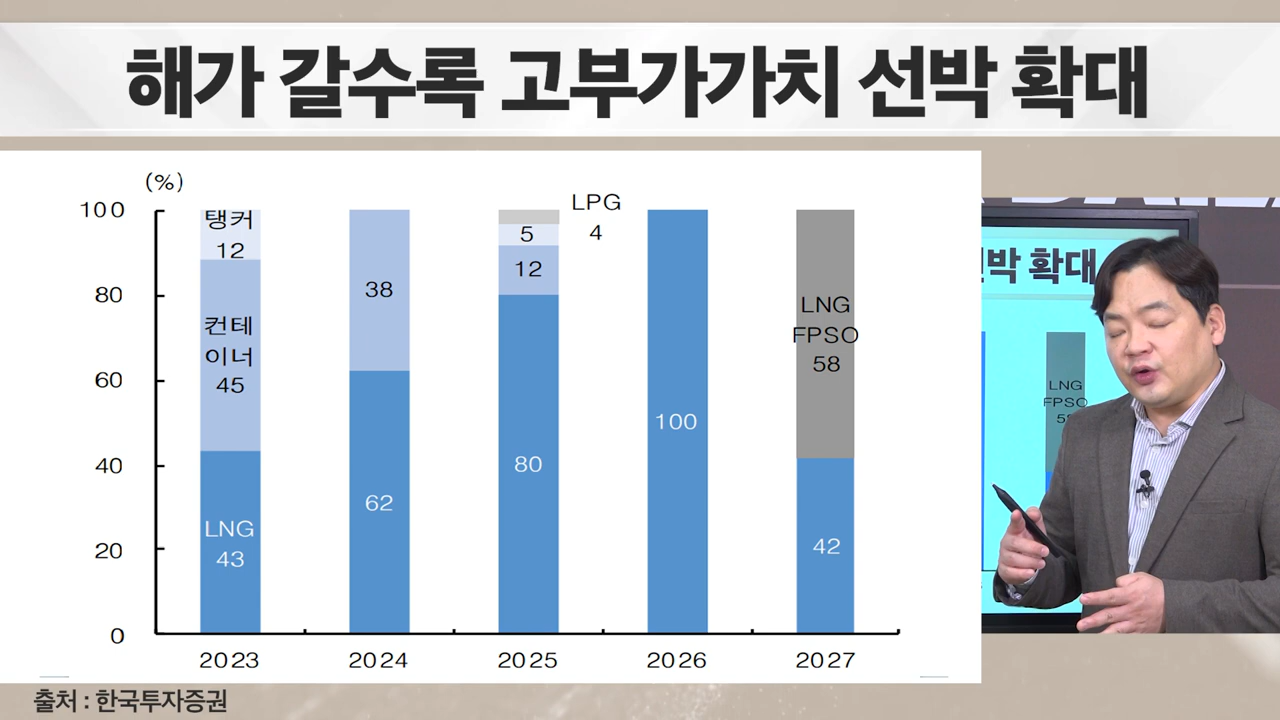 해가 갈수록 고부가가치 선박 확대
(%)
100
80
60
40
20
0
탱커
12
컨테
이너
45
LNG
43
38
62
5
12
80
LPG
4
100
LNG
FPSO
58
42
2023
2024
2025
2026
2027
박 확대
LNG
FPSO
출처 : 한국투자증권